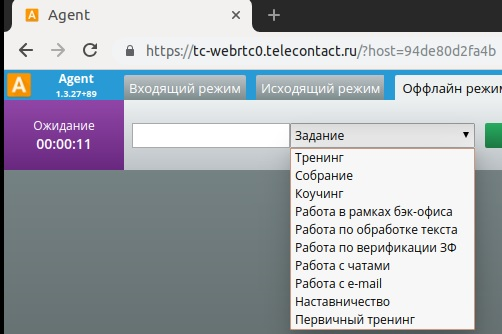 A Agent
https://tc-webrtc0.telecontact.ru/?host=94de80d2fa4b
A Agent
1.3.27+89
Входящий режим
Исходящий режим
Оффлайн режим
Ожидание
00:00:11
Задание
Тренинг
Собрание
Коучинг
Работа в рамках бэк-офиса
Работа по обработке текста
Работа по верификации ЗФ
Работа с чатами
Работа с e-mail
Наставничество
Первичный тренинг